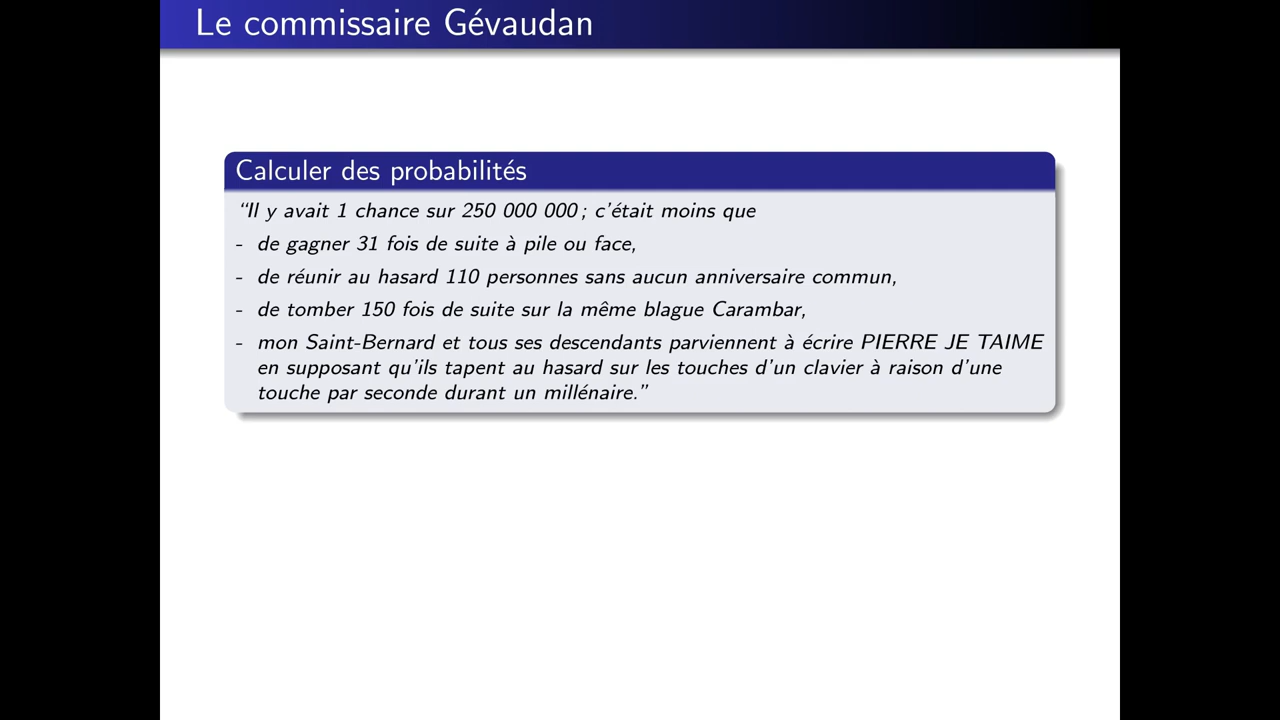 Le commissaire Gévaudan
Calculer des probabilités
“Il y avait 1 chance sur 250 000 000 ; c’était moins que
- de gagner 31 fois de suite à pile ou face,
- de réunir au hasard 110 personnes sans aucun anniversaire commun,
- de tomber 150 fois de suite sur la même blague Carambar,
- mon Saint-Bernard et tous ses descendants parviennent à écrire PIERRE JE TAIME
en supposant qu’ils tapent au hasard sur les touches d’un clavier à raison d’une
touche par seconde durant un millénaire.”